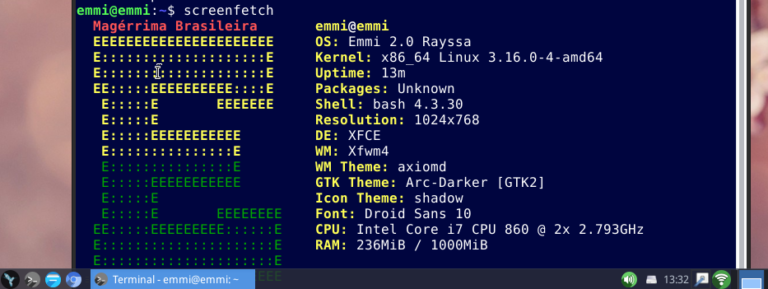 emmi@emmi:~$ screenfetch
Magérrima Brasileira emmi@emmi
EEEEEEEEEEEEEEEEEEEEEE OS: Emmi 2.0 Rayssa
E::::::::::::::::::::E Kernel: x86_64 Linux 3.16.0-4-amd64
E::::::::::::::::::::E Uptime: 13m
EE:::::EEEEEEEEEE::::E Packages: Unknown
E:::::E EEEEEEE Shell: bash 4.3.30
E:::::E Resolution: 1024x768
E:::::EEEEEEEEEEE DE: XFCE
E:::::::::::::::E WM: Xfwm4
E:::::::::::::::E WM Theme: axiomd
E:::::EEEEEEEEEEE GTK Theme: Arc-Darker [GTK2]
E:::::E Icon Theme: shadow
E:::::E EEEEEEEE Font: Droid Sans 10
EE:::::EEEEEEEEE::::::E CPU: Intel Core i7 CPU 860 @ 2x 2.793GHz
E:::::::::::::::::::::E RAM: 236MiB / 1000MiB
E:::::::::::::::::::::E
Terminal - emmi@emmi: ~
13:32